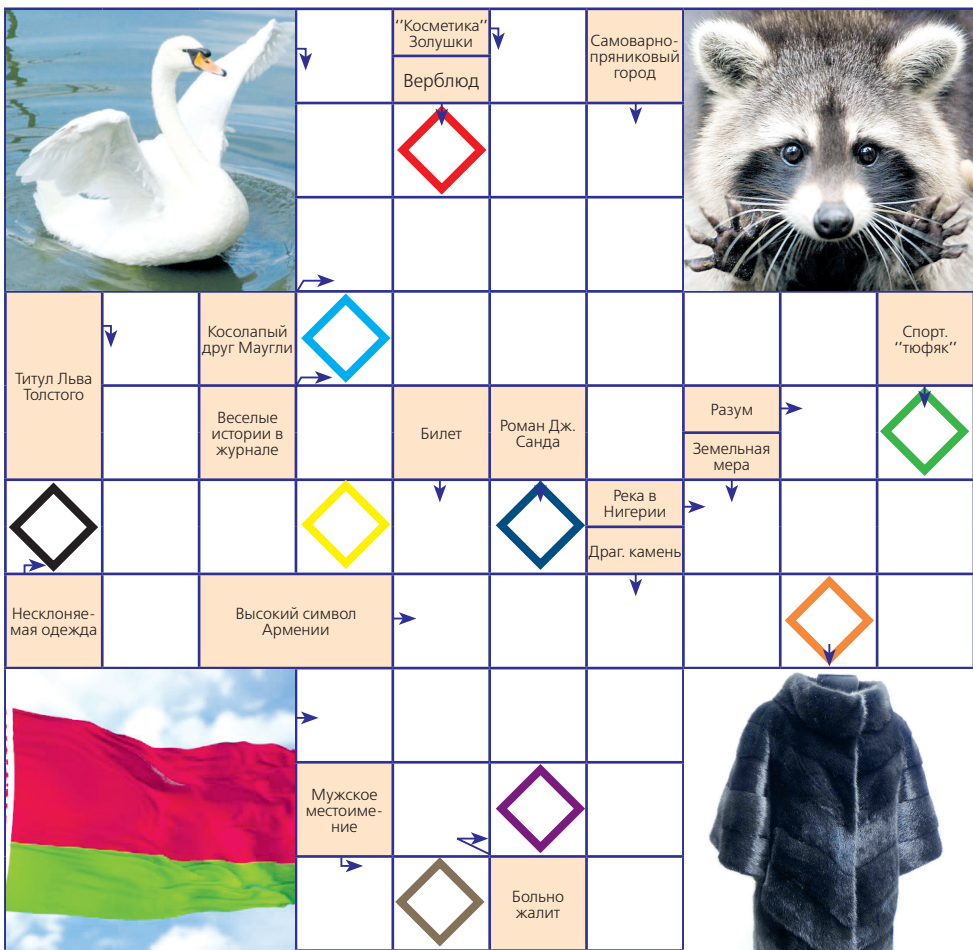 "Косметика"
Золушки
Верблюд
Самоварно-
пряниковый
город
Титул Льва
Толстого
Косолапый
друг Маугли
Спорт.
"тюфяк"
Веселые
истории в
журнале
Билет
Роман Дж.
Санда
Разум
Земельная
мера
Река в
Нигерии
Драг. камень
Несклоняе-
мая одежда
Высокий символ
Армении
Мужское
местоиме-
ние
Больно
жалит